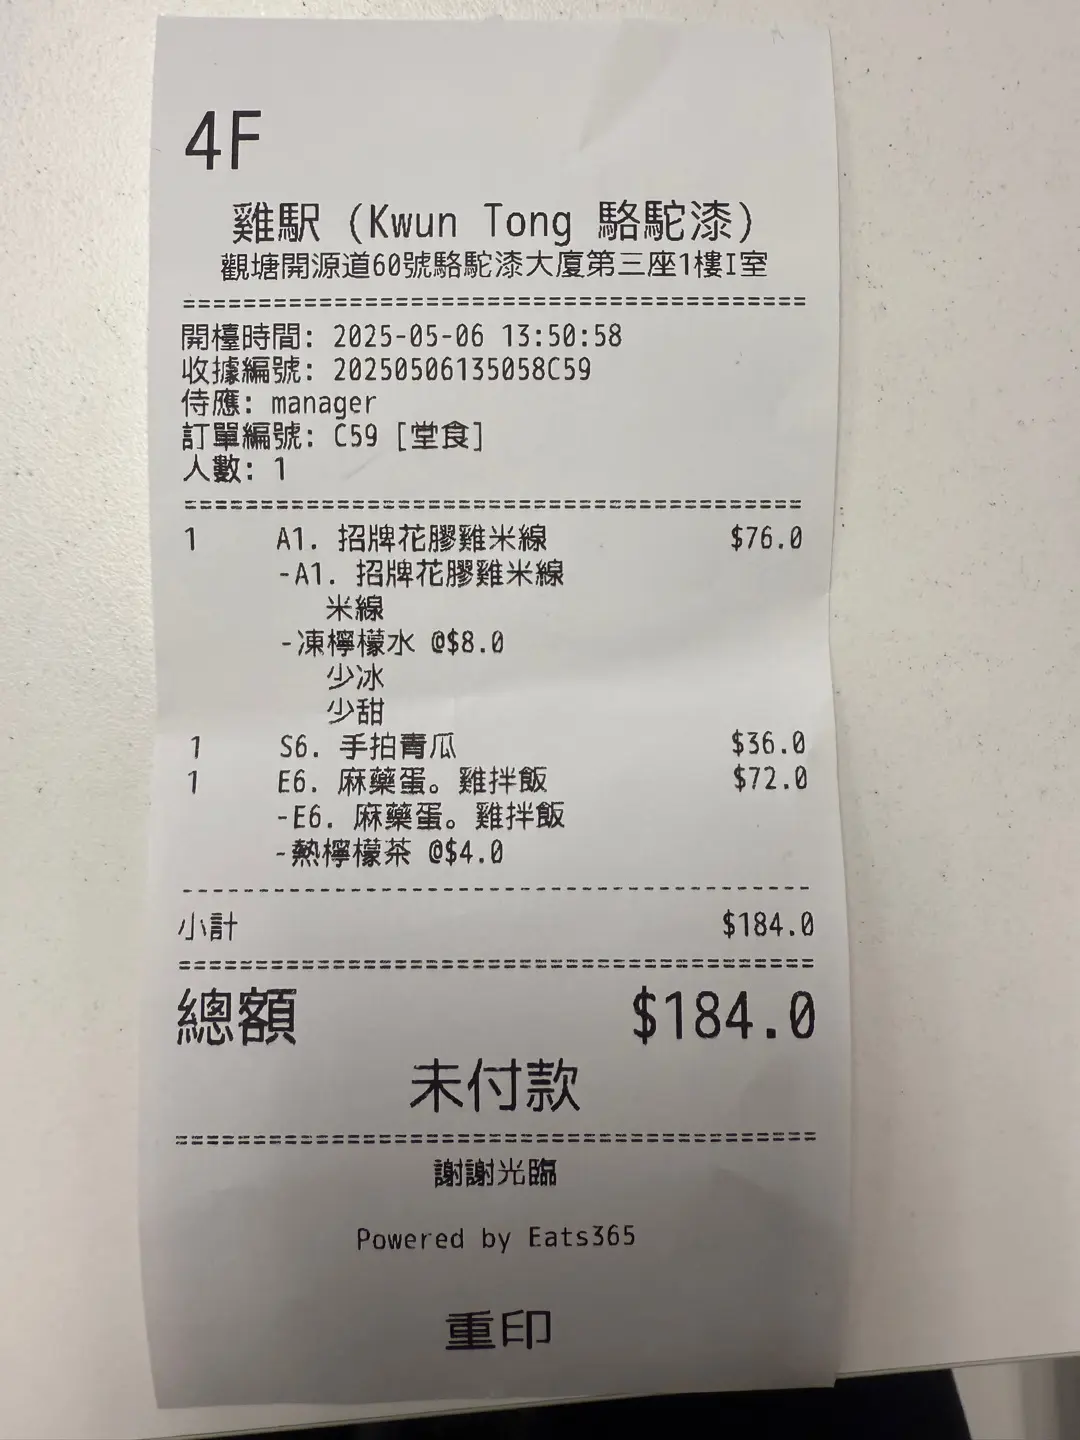 4F
雞駅 (Kwun Tong 駱駝漆)
觀塘開源道60號駱駝漆大廈第三座1樓I室
=========================================
開檯時間: 2025-05-06 13:50:58
收據編號: 20250506135058C59
侍應: manager
訂單編號: C59 [堂食]
人數: 1
=========================================
1 A1. 招牌花膠雞米線 $76.0
-A1. 招牌花膠雞米線
米線
-凍檸檬水 @$8.0
少冰
少甜
1 S6. 手拍青瓜 $36.0
1 E6. 麻藥蛋。雞拌飯 $72.0
-E6. 麻藥蛋。雞拌飯
-熱檸檬茶 @$4.0
-----------------------------------------
小計 $184.0
=========================================
總額 $184.0
未付款
=========================================
謝謝光臨
Powered by Eats365
重印